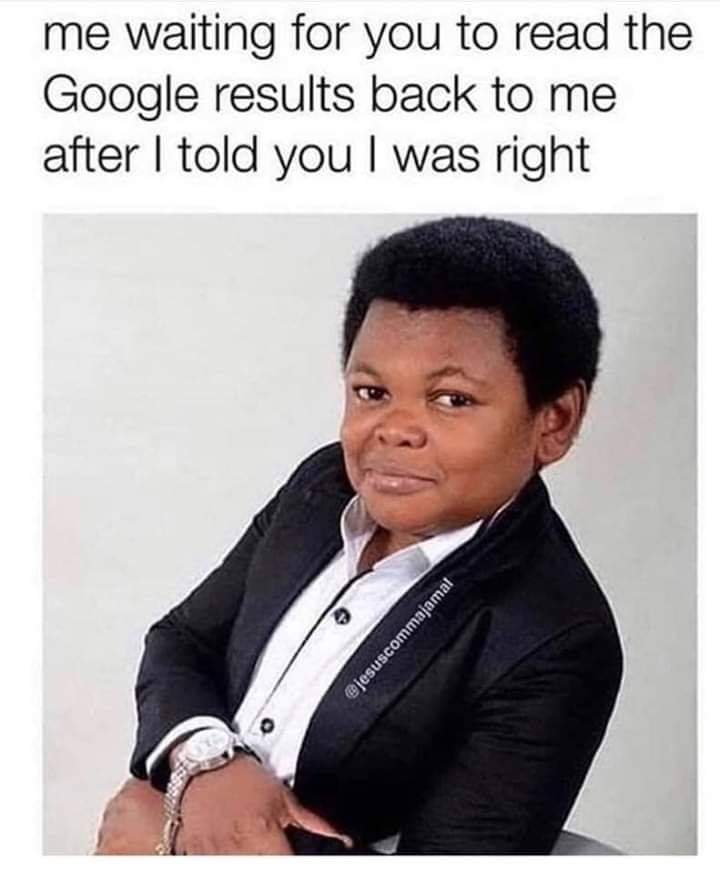 me waiting for you to read the
Google results back to me
after I told you I was right
@jesuscommajamal